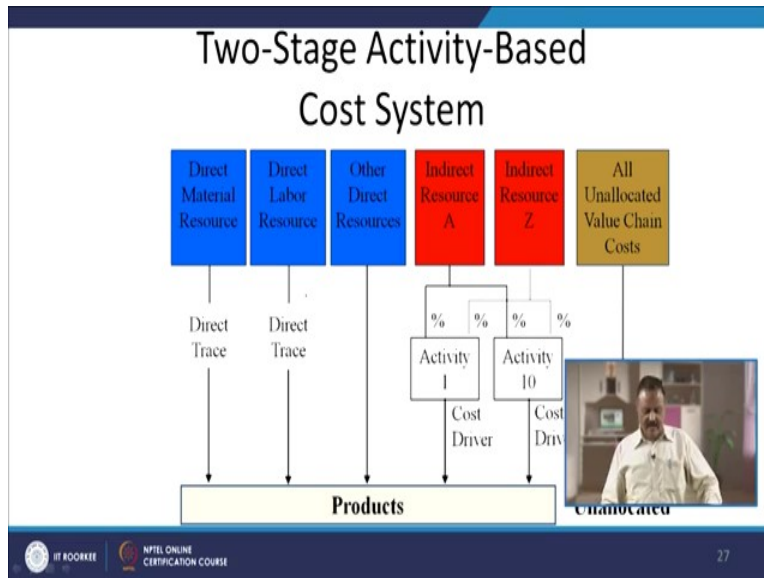 Two-Stage Activity-Based
Cost System
Direct
Material
Resource
Direct
Labor
Resource
Other
Direct
Resources
Indirect
Resource
A
Indirect
Resource
Z
All
Unallocated
Value Chain
Costs
Direct
Trace
Direct
Trace
% % % %
Activity
1
Activity
10
Cost
Driver
Cost
Driv
Products
Unallocated
IIT ROORKEE
NPTEL ONLINE
CERTIFICATION COURSE
27